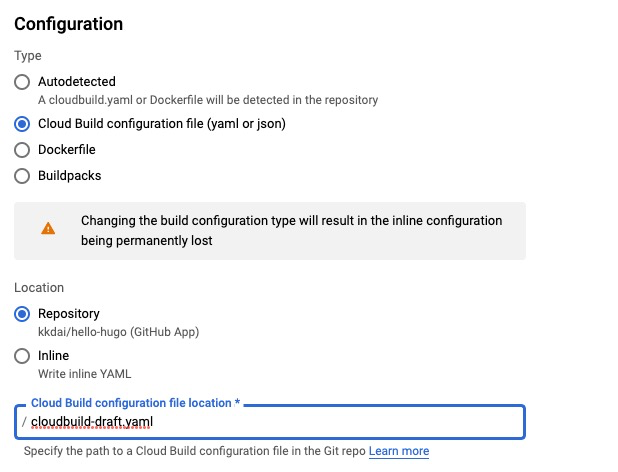 Configuration
Type
Autodetected
A cloudbuild.yaml or Dockerfile will be detected in the repository
Cloud Build configuration file (yaml or json)
Dockerfile
Buildpacks
Changing the build configuration type will result in the inline configuration
being permanently lost
Location
Repository
kkdai/hello-hugo (GitHub App)
Inline
Write inline YAML
Cloud Build configuration file location *
/ cloudbuild-draft.yaml
Specify the path to a Cloud Build configuration file in the Git repo Learn more